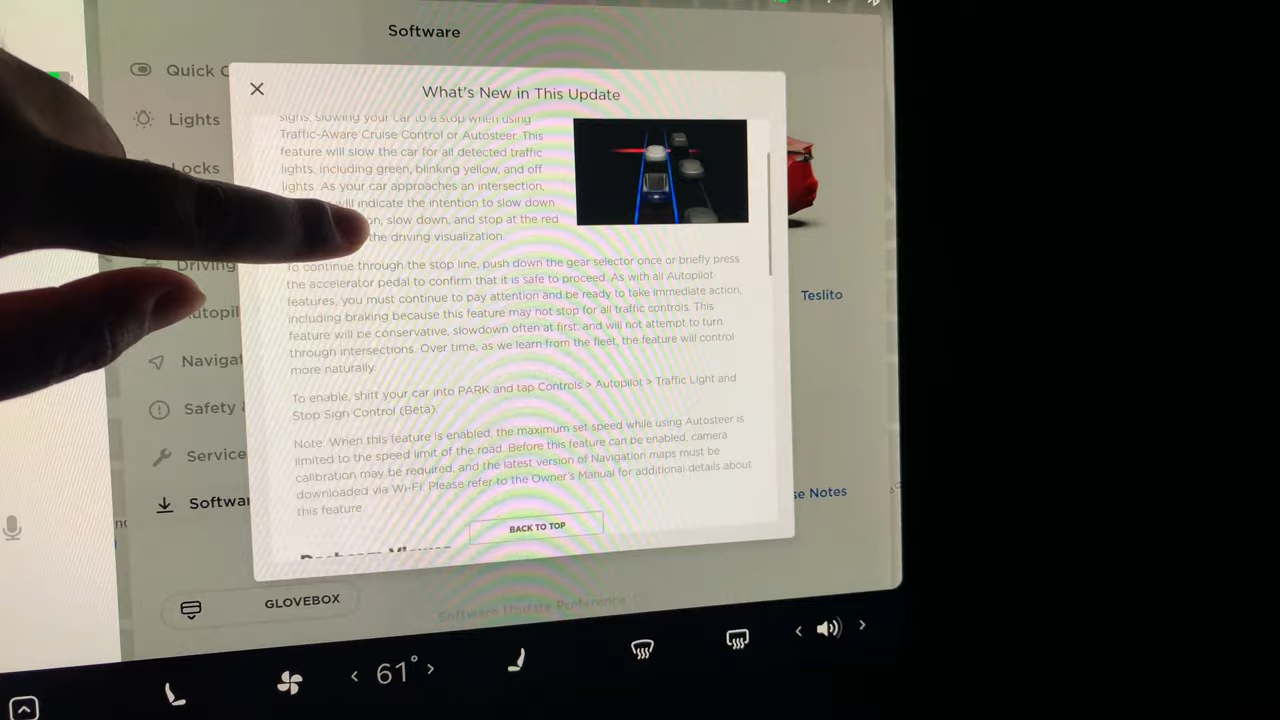 Software
Quick C
Lights
Locks
Driving
Autopil
Navigat
Safety &
Service
Softwar
What's New in This Update
signs, slowing your car to a stop when using
Traffic-Aware Cruise Control or Autosteer. This
feature will slow the car for all detected traffic
lights, including green, blinking yellow, and off
lights. As your car approaches an intersection,
will indicate the intention to slow down
on, slow down, and stop at the red
the driving visualization.
To continue through the stop line, push down the gear selector once or briefly press
the accelerator pedal to confirm that it is safe to proceed. As with all Autopilot
features, you must continue to pay attention and be ready to take immediate action,
including braking because this feature may not stop for all traffic controls. This
feature will be conservative, slowdown often at first, and will not attempt to turn
through intersections. Over time, as we learn from the fleet, the feature will control
more naturally.
To enable, shift your car into PARK and tap Controls > Autopilot > Traffic Light and
Stop Sign Control (Beta).
Note: When this feature is enabled, the maximum set speed while using Autosteer is
limited to the speed limit of the road. Before this feature can be enabled, camera
calibration may be required, and the latest version of Navigation maps must be
downloaded via Wi-Fi. Please refer to the Owner's Manual for additional details about
this feature.
BACK TO TOP
Dashcam Viewer
Teslito
se Notes
GLOVEBOX
Software Update Preference
< 61° >
< >